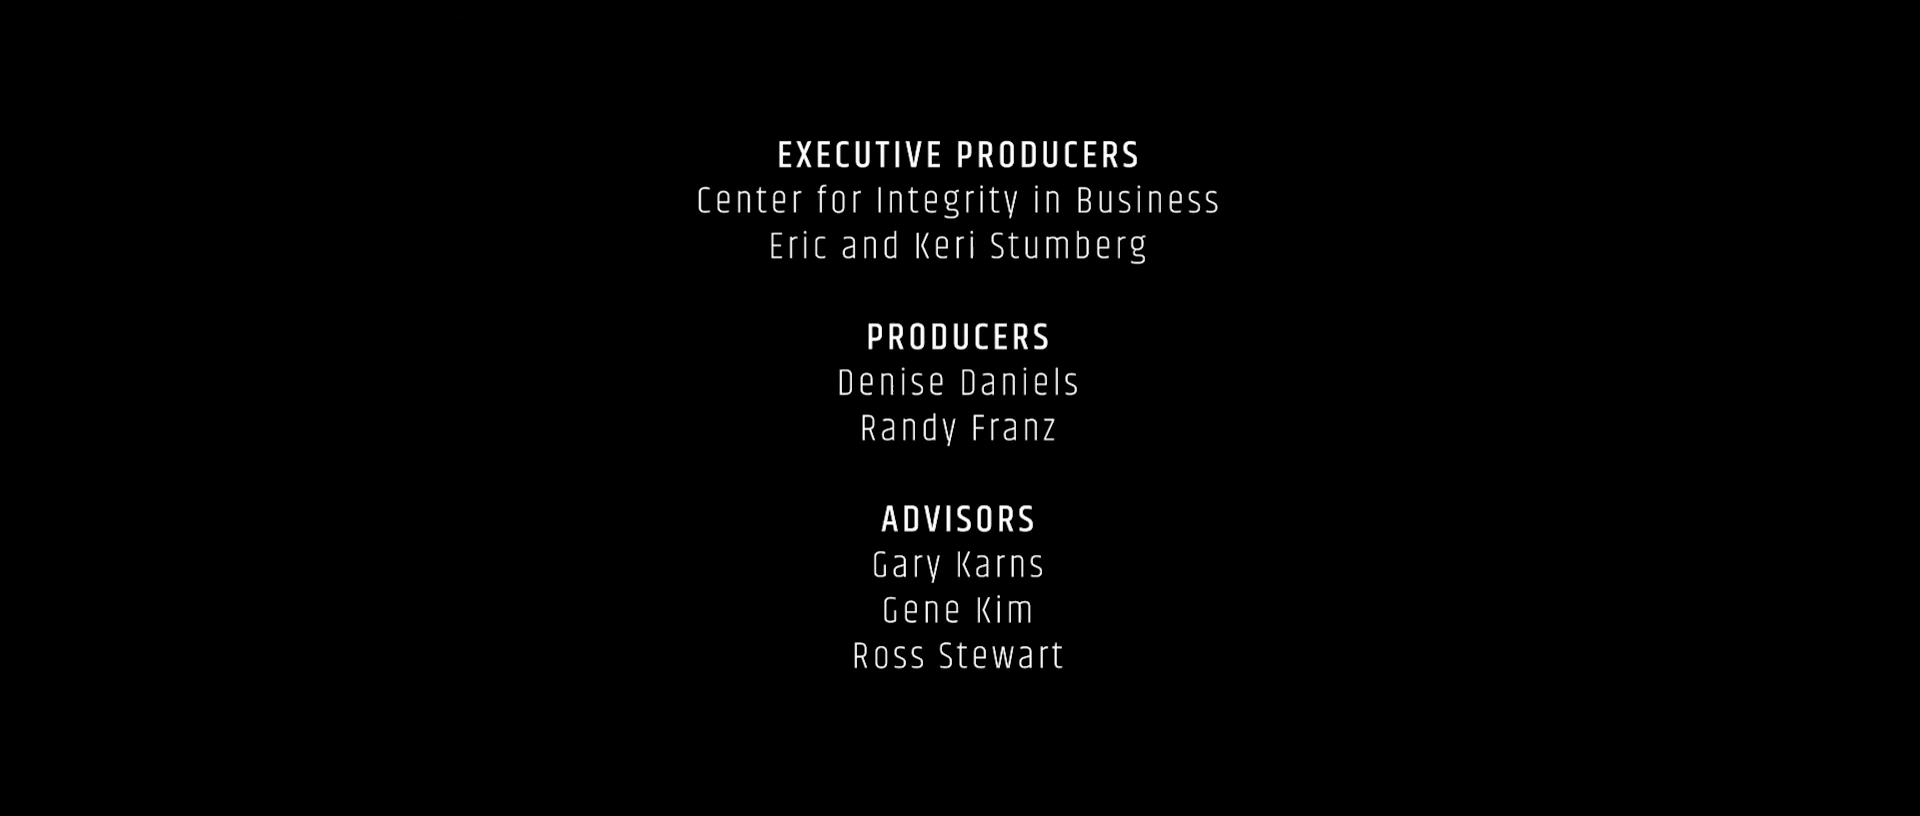 EXECUTIVE PRODUCERS
Center for Integrity in Business
Eric and Keri Stumberg
PRODUCERS
Denise Daniels
Randy Franz
ADVISORS
Gary Karns
Gene Kim
Ross Stewart